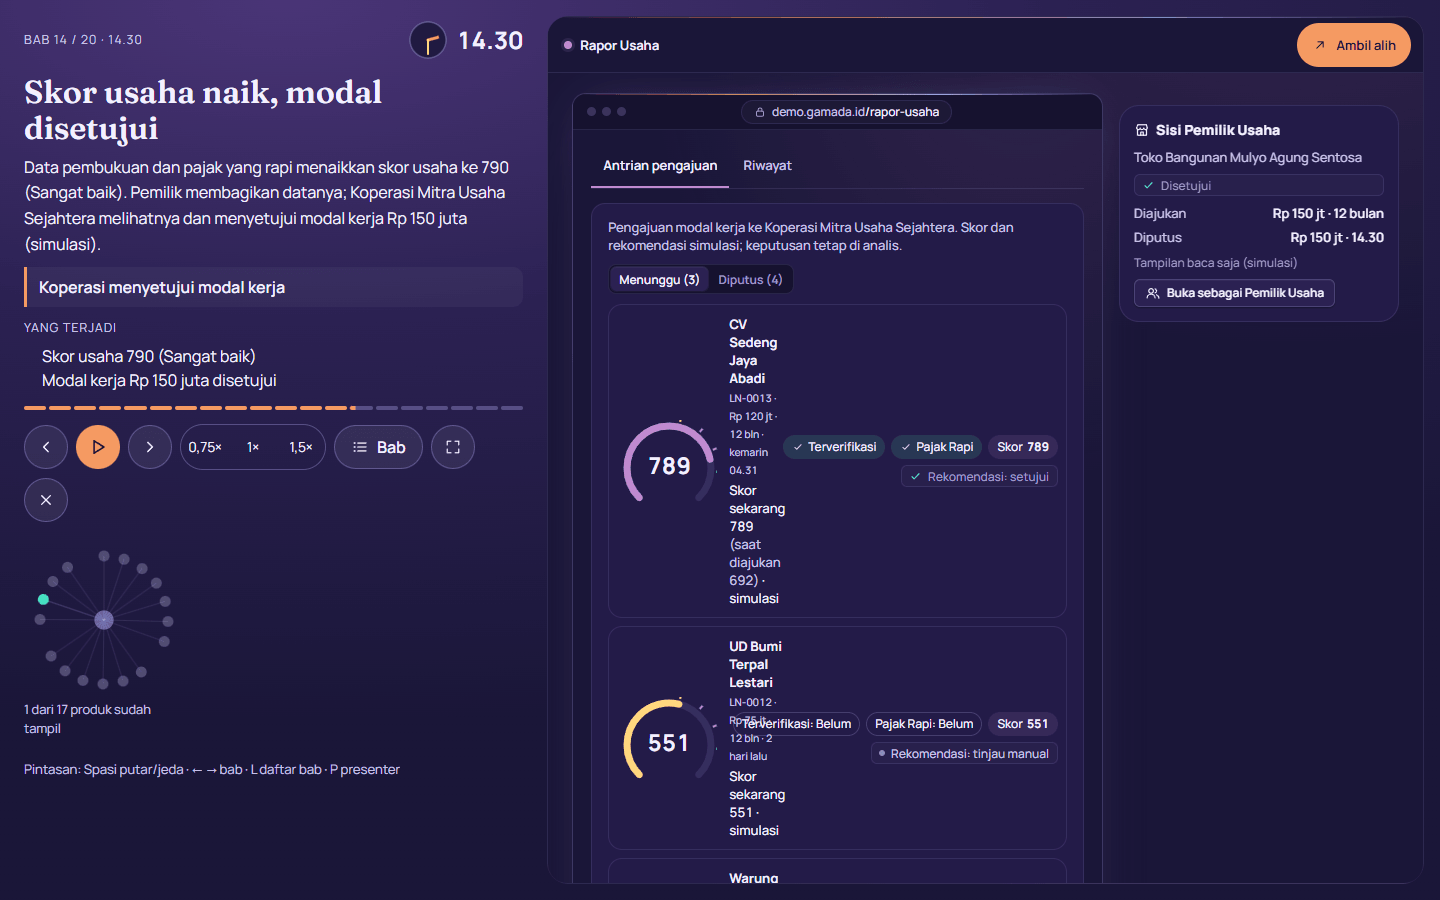 BAB 14 / 20 · 14.30
14.30
Skor usaha naik, modal
disetujui
Data pembukuan dan pajak yang rapi menaikkan skor usaha ke 790
(Sangat baik). Pemilik membagikan datanya; Koperasi Mitra Usaha
Sejahtera melihatnya dan menyetujui modal kerja Rp 150 juta
(simulasi).
Koperasi menyetujui modal kerja
YANG TERJADI
Skor usaha 790 (Sangat baik)
Modal kerja Rp 150 juta disetujui
0,75× 1× 1,5×
Bab
1 dari 17 produk sudah
tampil
Pintasan: Spasi putar/jeda · ← → bab · L daftar bab · P presenter
Rapor Usaha
Ambil alih
demo.gamada.id/rapor-usaha
Antrian pengajuan
Riwayat
Pengajuan modal kerja ke Koperasi Mitra Usaha Sejahtera. Skor dan
rekomendasi simulasi; keputusan tetap di analis.
Menunggu (3)
Diputus (4)
789
CV
Sedeng
Jaya
Abadi
LN-0013 ·
Rp 120 jt ·
12 bln ·
kemarin
04.31
Skor
sekarang
789
(saat
diajukan
692) ·
simulasi
Terverifikasi
Pajak Rapi
Skor 789
Rekomendasi: setujui
551
UD Bumi
Terpal
Lestari
LN-0012 ·
Rp 75 jt ·
12 bln · 2
hari lalu
Skor
sekarang
551 ·
simulasi
Terverifikasi: Belum
Pajak Rapi: Belum
Skor 551
Rekomendasi: tinjau manual
Warung
Sisi Pemilik Usaha
Toko Bangunan Mulyo Agung Sentosa
Disetujui
Diajukan Rp 150 jt · 12 bulan
Diputus Rp 150 jt · 14.30
Tampilan baca saja (simulasi)
Buka sebagai Pemilik Usaha